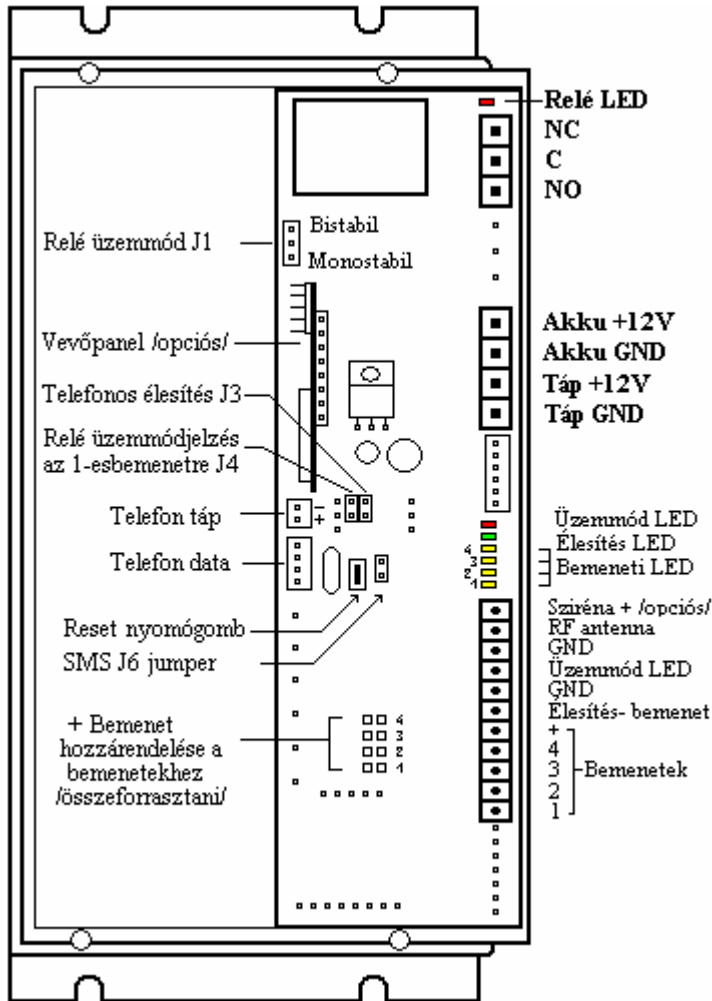 Relé LED
NC
C
NO
Bistabil
Relé üzemmód J1
Monostabil
Akku +12V
Akku GND
Táp +12V
Táp GND
Vevőpanel /opciós/
Telefonos élesítés J3
Relé üzemmódjelzés
az 1-esbemenetre J4
Telefon táp
-
+
Telefon data
Üzemmód LED
Élesítés LED
Bemeneti LED
4
3
2
1
Reset nyomógomb
SMS J6 jumper
Sziréna + /opciós/
RF antenna
GND
Üzemmód LED
GND
Élesítés- bemenet
+
4
3
2
1
Bemenetek
+ Bemenet
hozzárendelése a
bemenetekhez
/összeforrasztani/
4
3
2
1